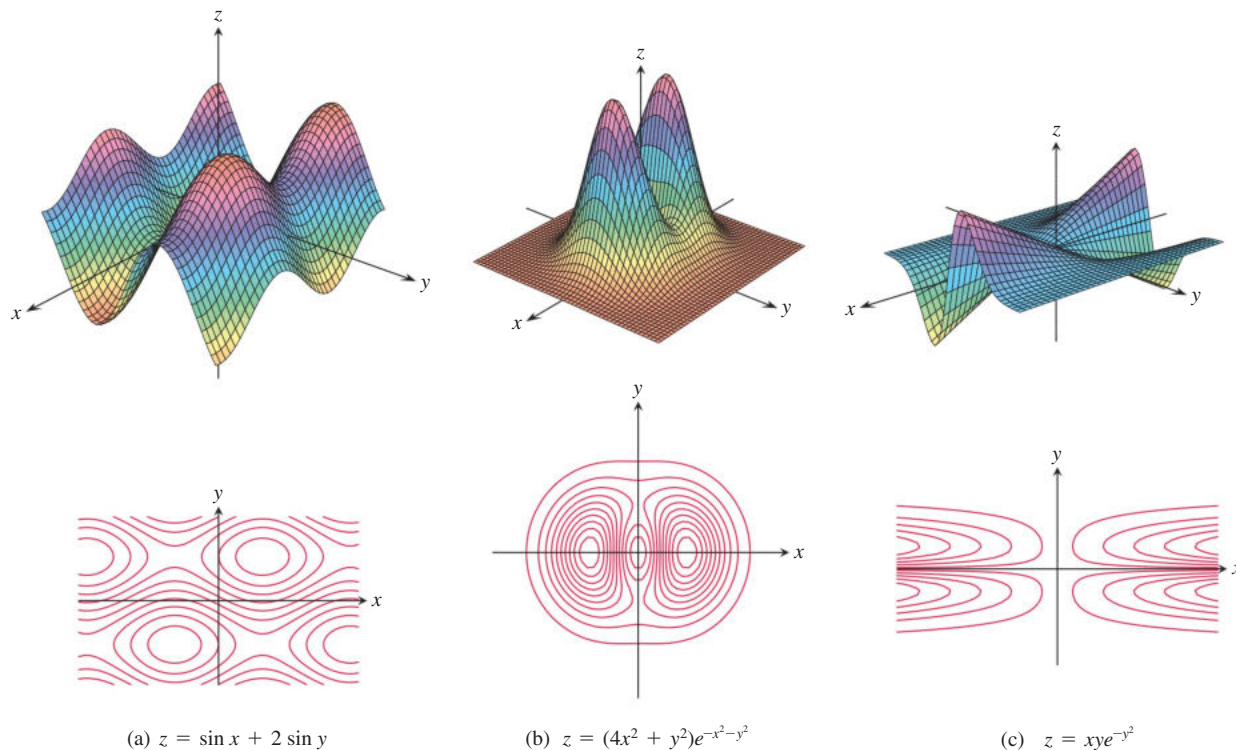 z
x
y
z
x
y
z
x
y
y
x
y
x
y
x
(a) z = sin x + 2 sin y
(b) z = (4x² + y²)e^{-x²-y²}
(c) z = xye^{-y²}